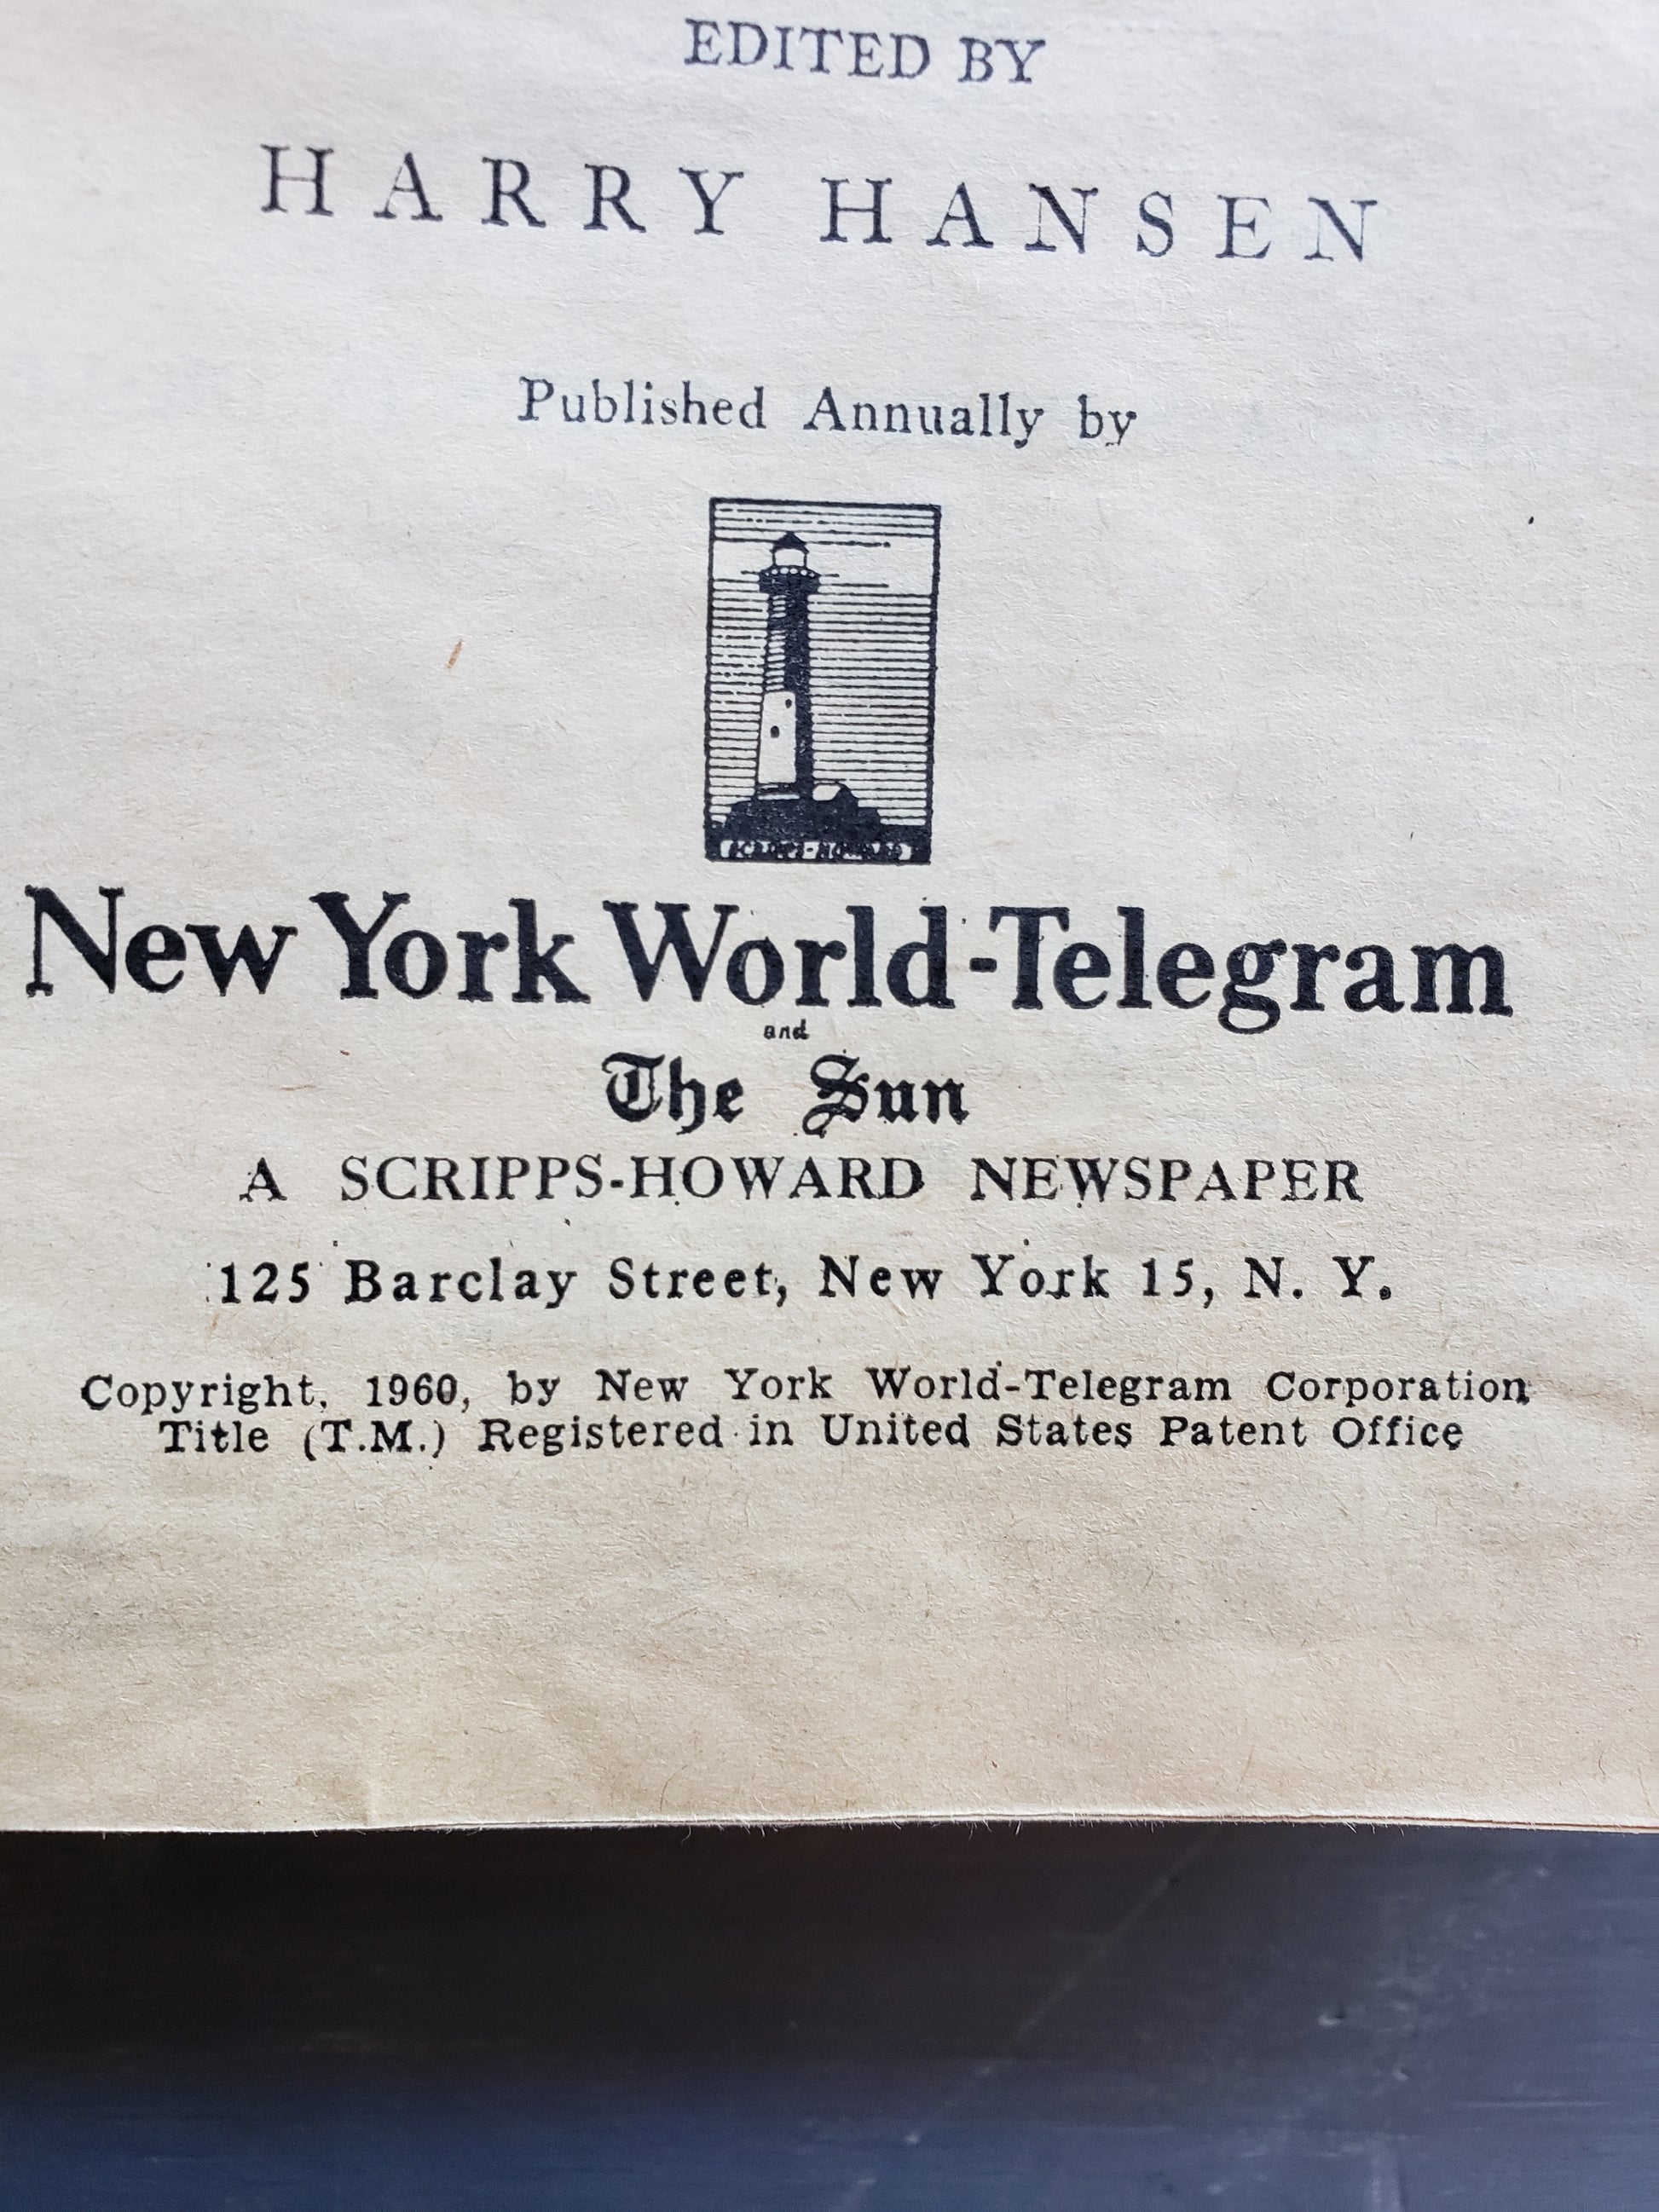 EDITED BY
HARRY HANSEN
Published Annually by
SCRIPPS-HOWARD
New York World-Telegram
and
The Sun
A SCRIPPS-HOWARD NEWSPAPER
125 Barclay Street, New York 15, N. Y.
Copyright, 1960, by New York World-Telegram Corporation
Title (T.M.) Registered in United States Patent Office